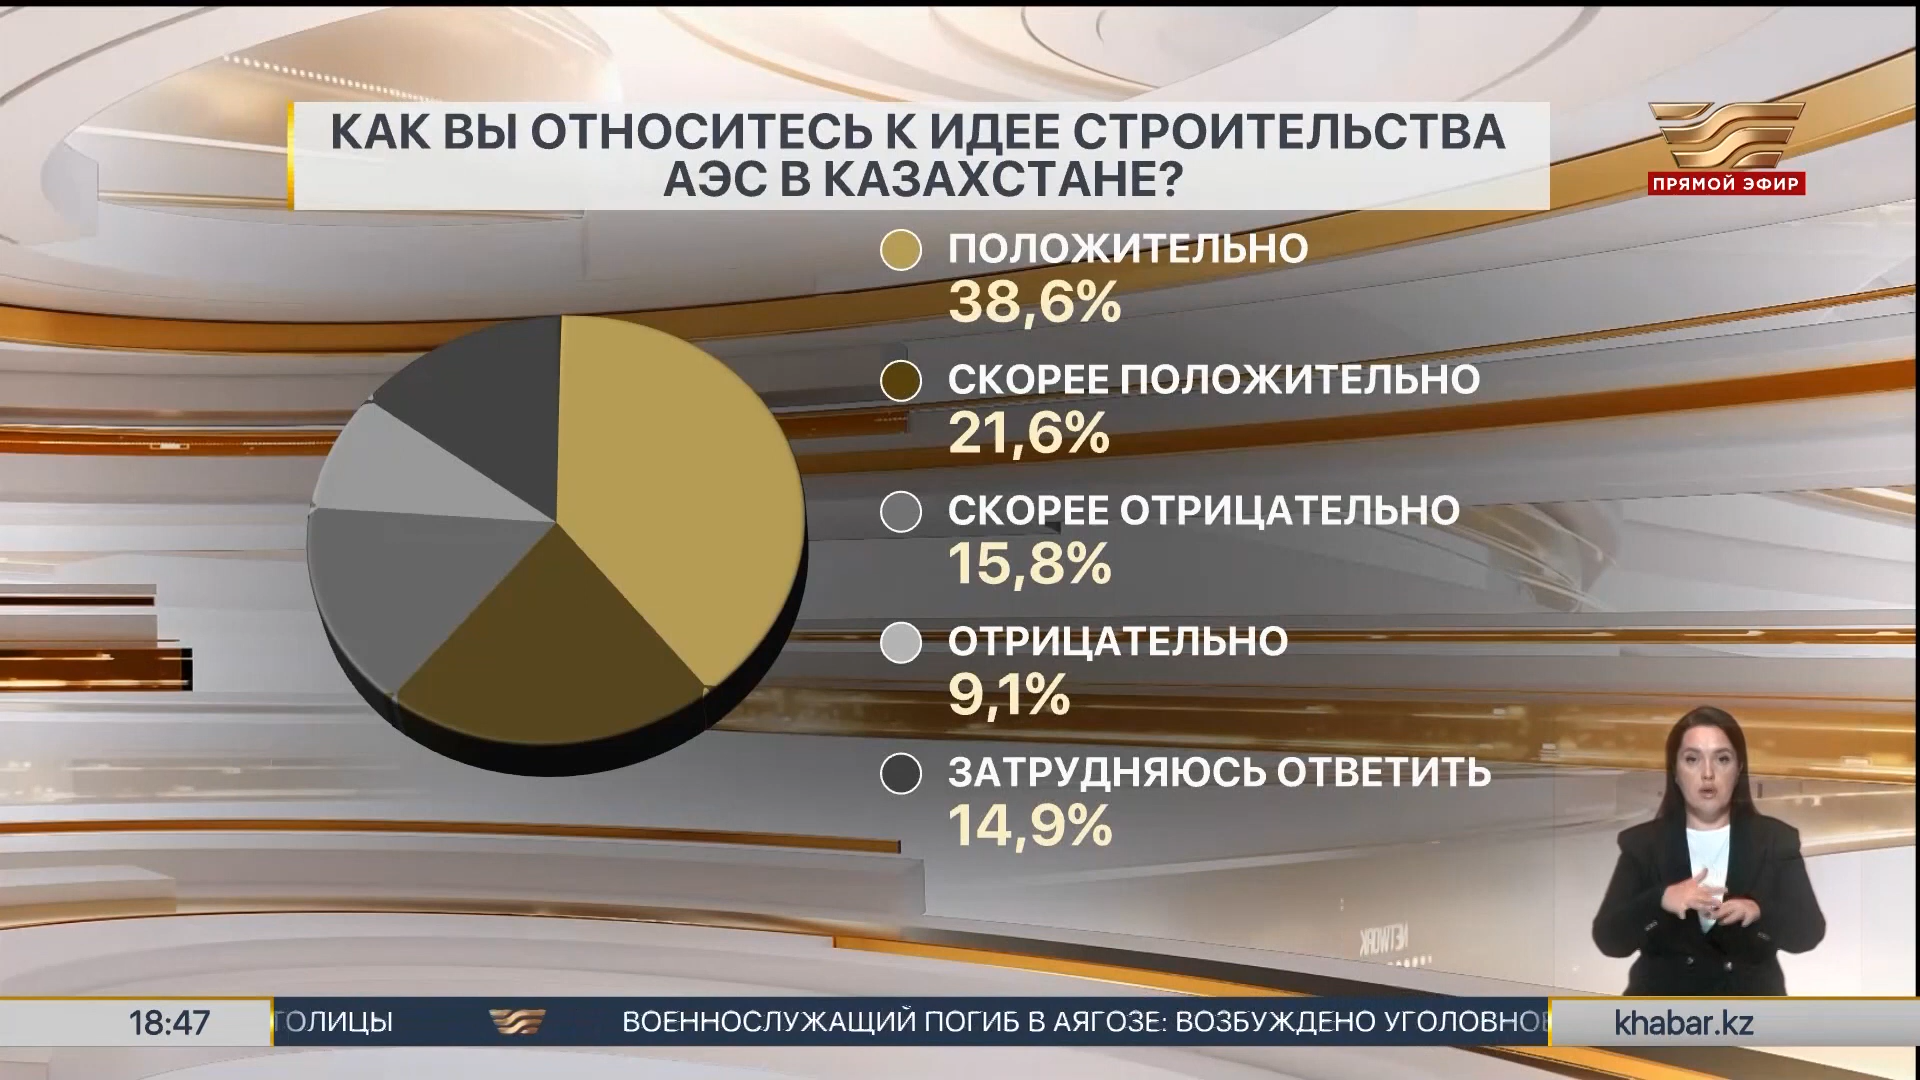 КАК ВЫ ОТНОСИТЕСЬ К ИДЕЕ СТРОИТЕЛЬСТВА
АЭС В КАЗАХСТАНЕ?
ПРЯМОЙ ЭФИР
ПОЛОЖИТЕЛЬНО
38,6%
СКОРЕЕ ПОЛОЖИТЕЛЬНО
21,6%
СКОРЕЕ ОТРИЦАТЕЛЬНО
15,8%
ОТРИЦАТЕЛЬНО
9,1%
ЗАТРУДНЯЮСЬ ОТВЕТИТЬ
14,9%
NETWORK
18:47 ТОЛИЦЫ ВОЕННОСЛУЖАЩИЙ ПОГИБ В АЯГОЗЕ: ВОЗБУЖДЕНО УГОЛОВНО khabar.kz